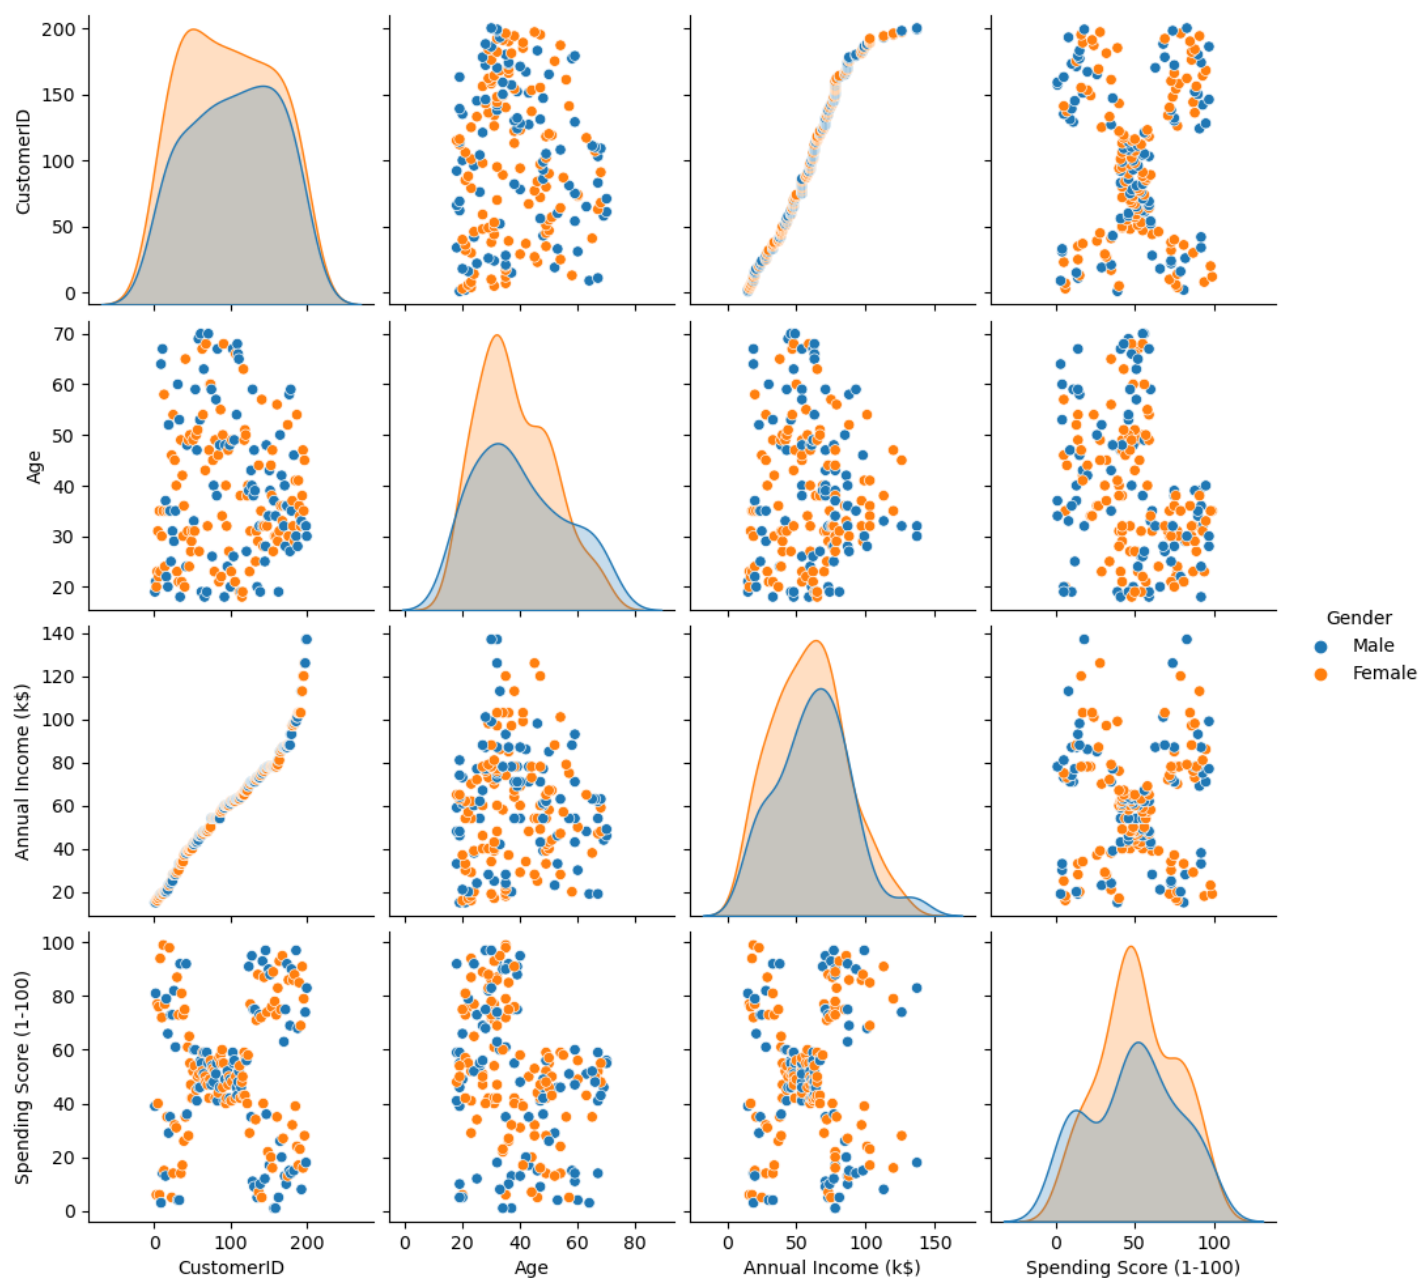 200
150
100
50
0
CustomerID
70
60
50
40
30
20
Age
Gender
Male
Female
140
120
100
80
60
40
20
Annual Income (k$)
100
80
60
40
20
0
Spending Score (1-100)
0 100 200 0 20 40 60 80 0 50 100 150 0 50 100
CustomerID Age Annual Income (k$) Spending Score (1-100)